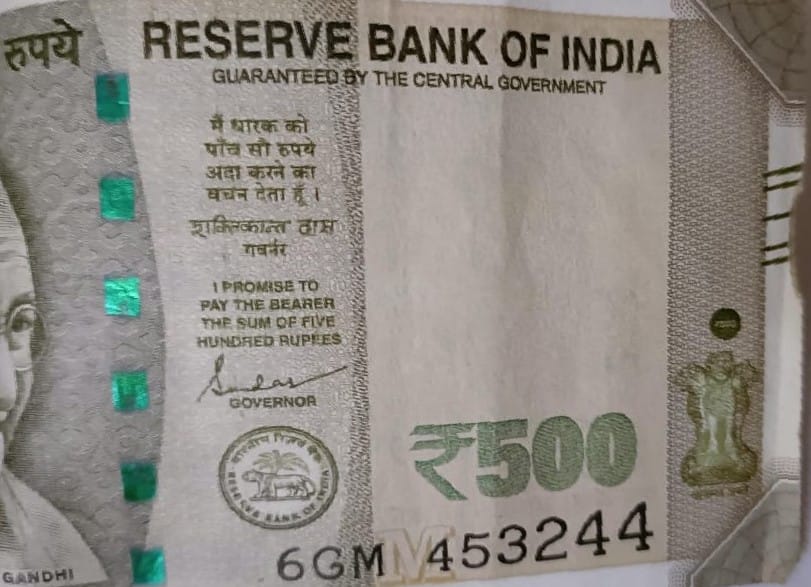 रुपये
RESERVE BANK OF INDIA
GUARANTEED BY THE CENTRAL GOVERNMENT
मैं धारक को
पाँच सौ रुपये
अदा करने का
वचन देता हूँ ।
शक्तिकान्त दास
गवर्नर
I PROMISE TO
PAY THE BEARER
THE SUM OF FIVE
HUNDRED RUPEES
GOVERNOR
भारतीय रिज़र्व बैंक
RESERVE BANK OF INDIA
₹500
6GM M 453244
GANDHI